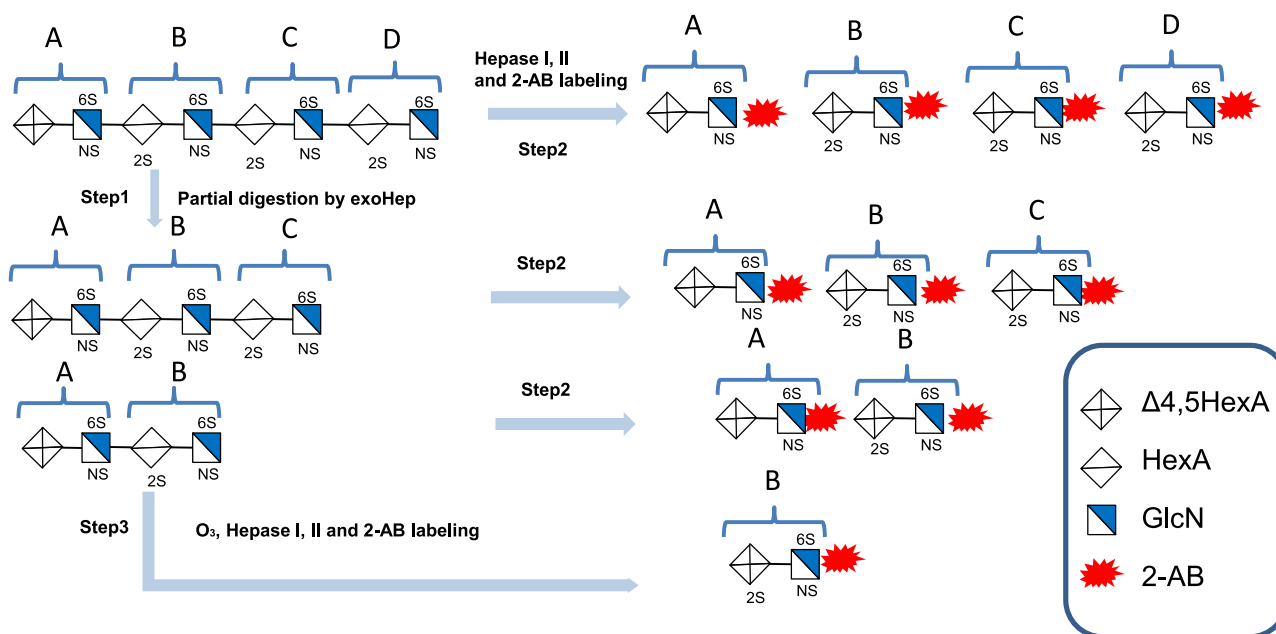 A B C D
6S 6S 6S 6S
NS NS NS NS
2S 2S 2S
Hepase I, II
and 2-AB labeling
Step2
A B C D
6S 6S 6S 6S
NS NS NS NS
2S 2S 2S
Step1
Partial digestion by exoHep
A B C
6S 6S 6S
NS NS NS
2S 2S
Step2
A B C
6S 6S 6S
NS NS NS
2S 2S
A B
6S 6S
NS NS
2S
Step2
A B
6S 6S
NS NS
2S
Step3
O₃, Hepase I, II and 2-AB labeling
B
6S
NS
2S
Δ4,5HexA
HexA
GlcN
2-AB